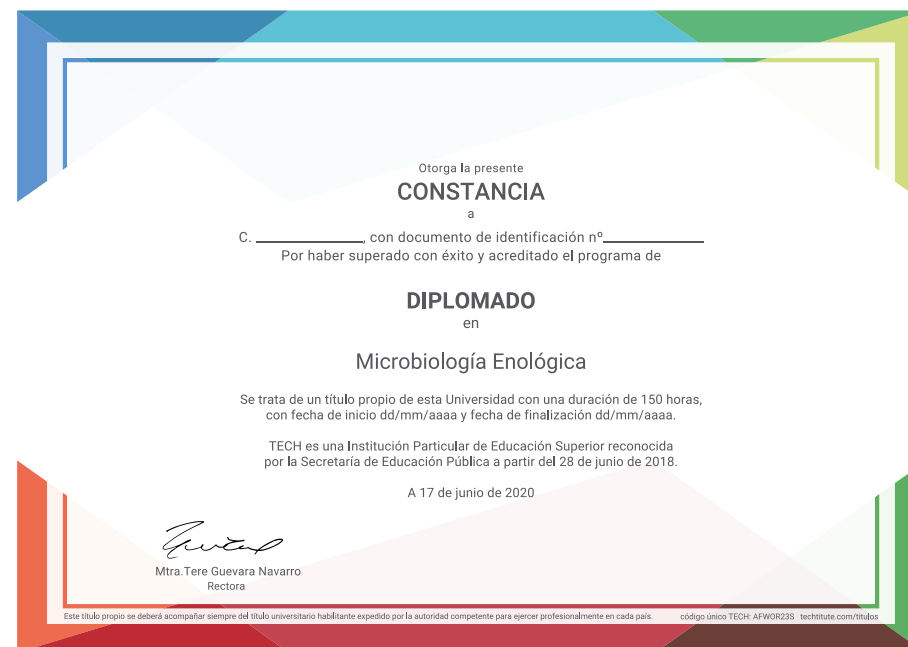 Otorga la presente
CONSTANCIA
a
C. ____________, con documento de identificación nº____________
Por haber superado con éxito y acreditado el programa de
DIPLOMADO
en
Microbiología Enológica
Se trata de un título propio de esta Universidad con una duración de 150 horas,
con fecha de inicio dd/mm/aaaa y fecha de finalización dd/mm/aaaa.
TECH es una Institución Particular de Educación Superior reconocida
por la Secretaría de Educación Pública a partir del 28 de junio de 2018.
A 17 de junio de 2020
Mtra.Tere Guevara Navarro
Rectora
Este título propio se deberá acompañar siempre del título universitario habilitante expedido por la autoridad competente para ejercer profesionalmente en cada país. código único TECH: AFWOR23S techtitute.com/titulos